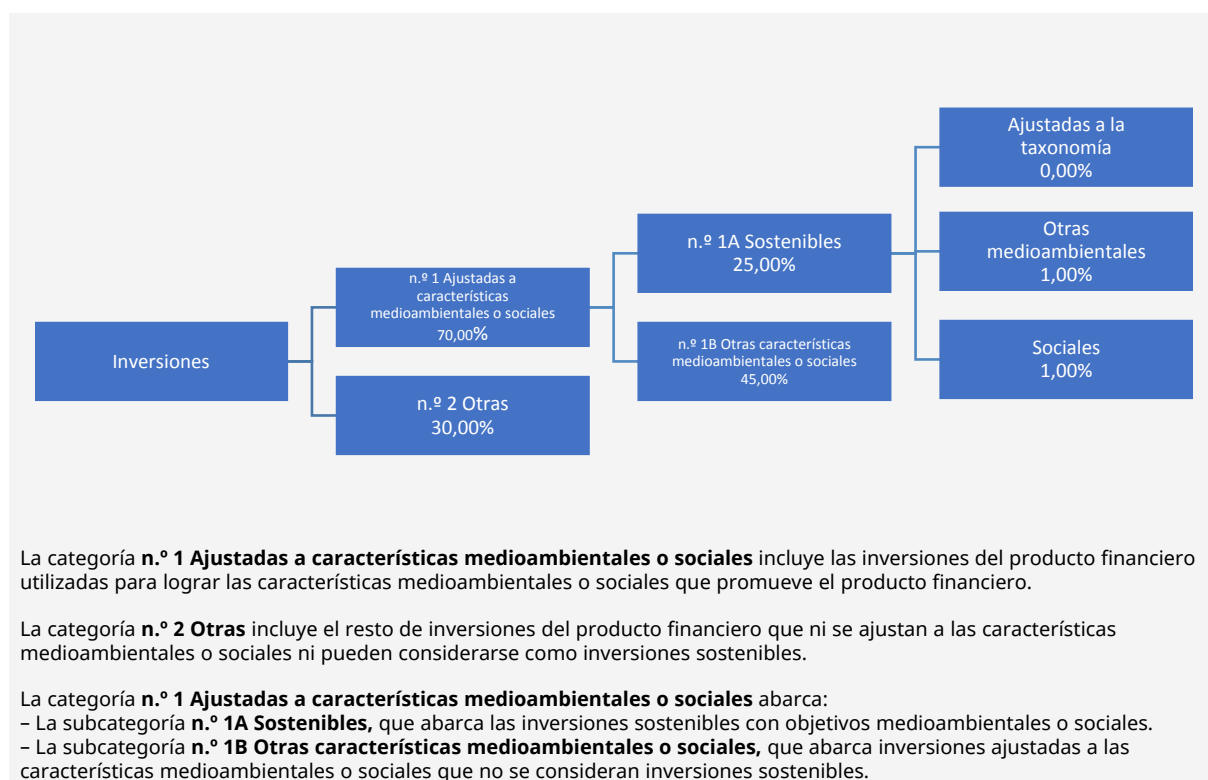 Inversiones
n.º 1 Ajustadas a
características
medioambientales o sociales
70,00%
n.º 2 Otras
30,00%
n.º 1A Sostenibles
25,00%
n.º 1B Otras características
medioambientales o sociales
45,00%
Ajustadas a la
taxonomía
0,00%
Otras
medioambientales
1,00%
Sociales
1,00%
La categoría n.º 1 Ajustadas a características medioambientales o sociales incluye las inversiones del producto financiero
utilizadas para lograr las características medioambientales o sociales que promueve el producto financiero.
La categoría n.º 2 Otras incluye el resto de inversiones del producto financiero que ni se ajustan a las características
medioambientales o sociales ni pueden considerarse como inversiones sostenibles.
La categoría n.º 1 Ajustadas a características medioambientales o sociales abarca:
– La subcategoría n.º 1A Sostenibles, que abarca las inversiones sostenibles con objetivos medioambientales o sociales.
– La subcategoría n.º 1B Otras características medioambientales o sociales, que abarca inversiones ajustadas a las
características medioambientales o sociales que no se consideran inversiones sostenibles.